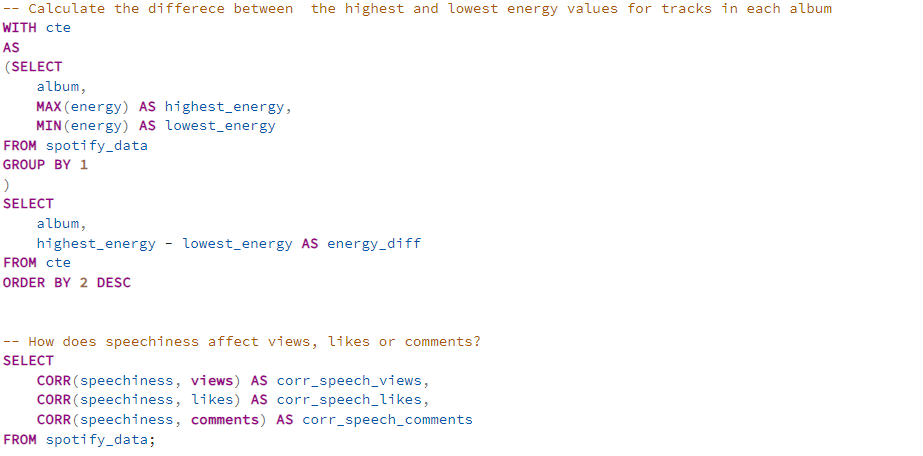 -- Calculate the differece between  the highest and lowest energy values for tracks in each album
WITH cte
AS
(SELECT
    album,
    MAX(energy) AS highest_energy,
    MIN(energy) AS lowest_energy
FROM spotify_data
GROUP BY 1
)
SELECT
    album,
    highest_energy - lowest_energy AS energy_diff
FROM cte
ORDER BY 2 DESC
-- How does speechiness affect views, likes or comments?
SELECT
    CORR(speechiness, views) AS corr_speech_views,
    CORR(speechiness, likes) AS corr_speech_likes,
    CORR(speechiness, comments) AS corr_speech_comments
FROM spotify_data;